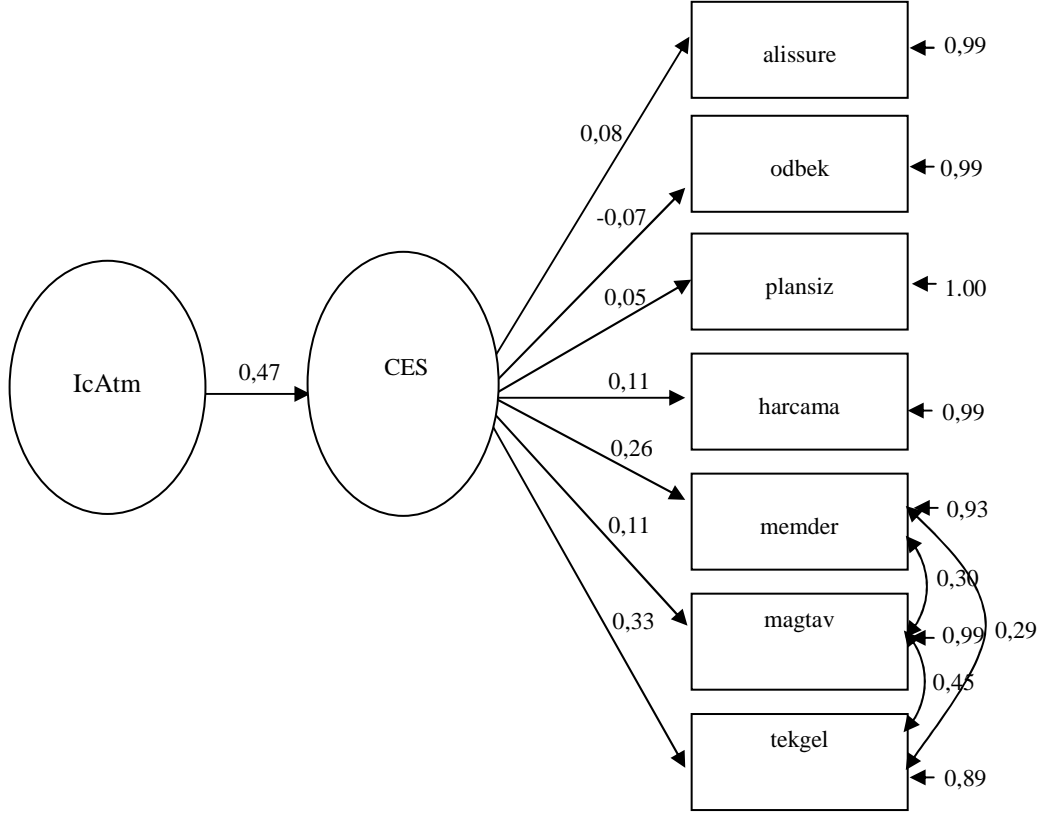 alissure
0,99
0,08
odbek
0,99
-0,07
plansiz
1.00
0,05
IcAtm
0,47
CES
0,11
harcama
0,99
0,26
memder
0,93
0,30
0,11
magtav
0,99
0,29
0,33
0,45
tekgel
0,89